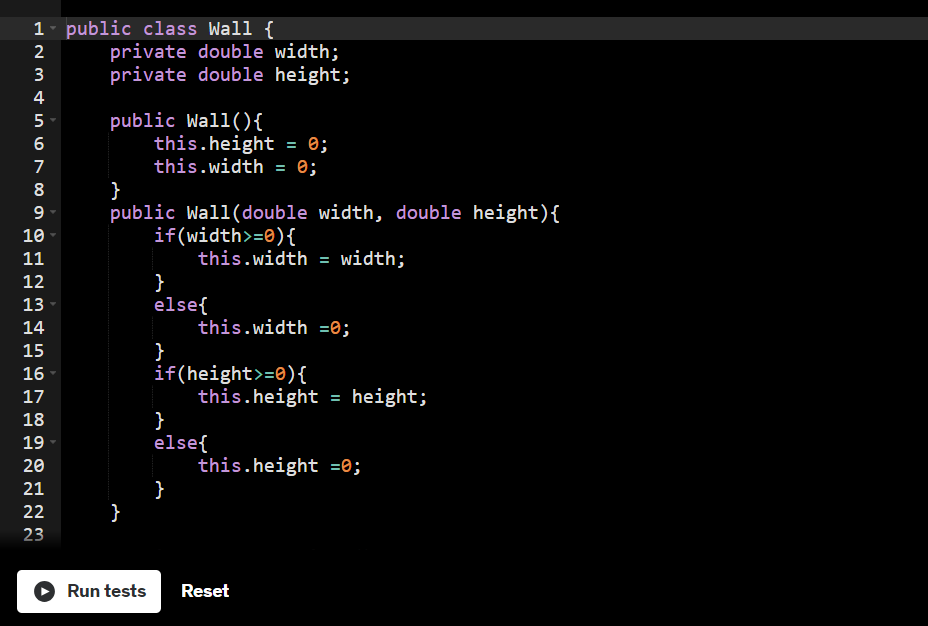 1 public class Wall {
2     private double width;
3     private double height;
4
5     public Wall(){
6         this.height = 0;
7         this.width = 0;
8     }
9     public Wall(double width, double height){
10         if(width>=0){
11             this.width = width;
12         }
13         else{
14             this.width =0;
15         }
16         if(height>=0){
17             this.height = height;
18         }
19         else{
20             this.height =0;
21         }
22     }
23
Run tests Reset